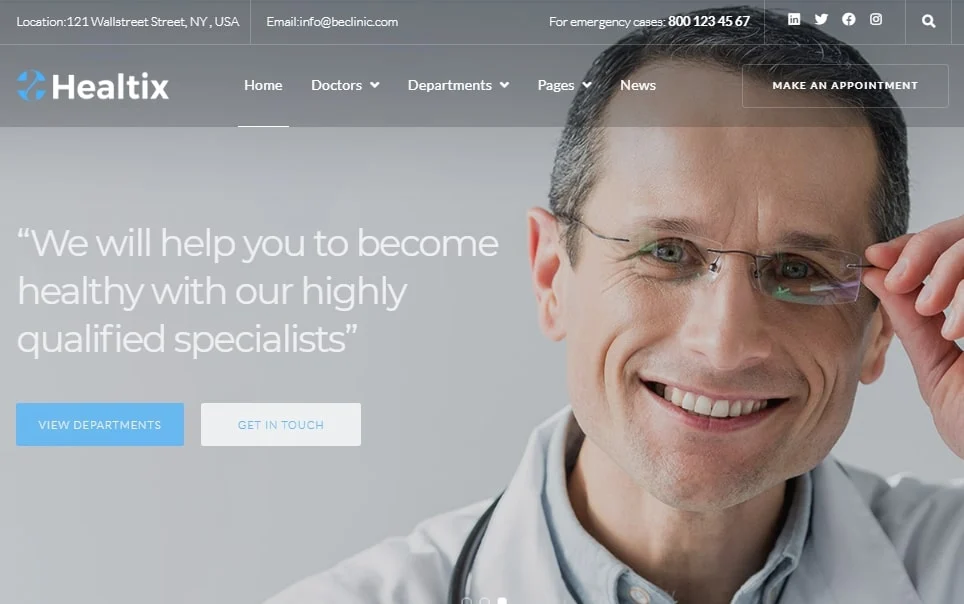 Location:121 Wallstreet Street, NY , USA
Email:info@beclinic.com
For emergency cases: 800 123 45 67
Healtix
Home
Doctors
Departments
Pages
News
MAKE AN APPOINTMENT
“We will help you to become
healthy with our highly
qualified specialists”
VIEW DEPARTMENTS
GET IN TOUCH